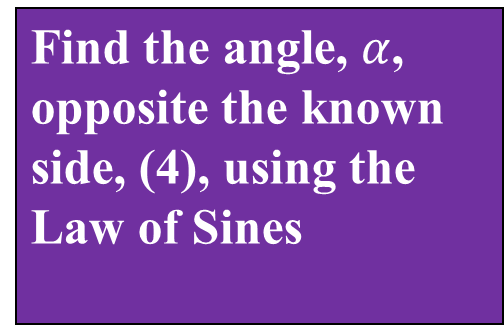 Find the angle, α,
opposite the known
side, (4), using the
Law of Sines